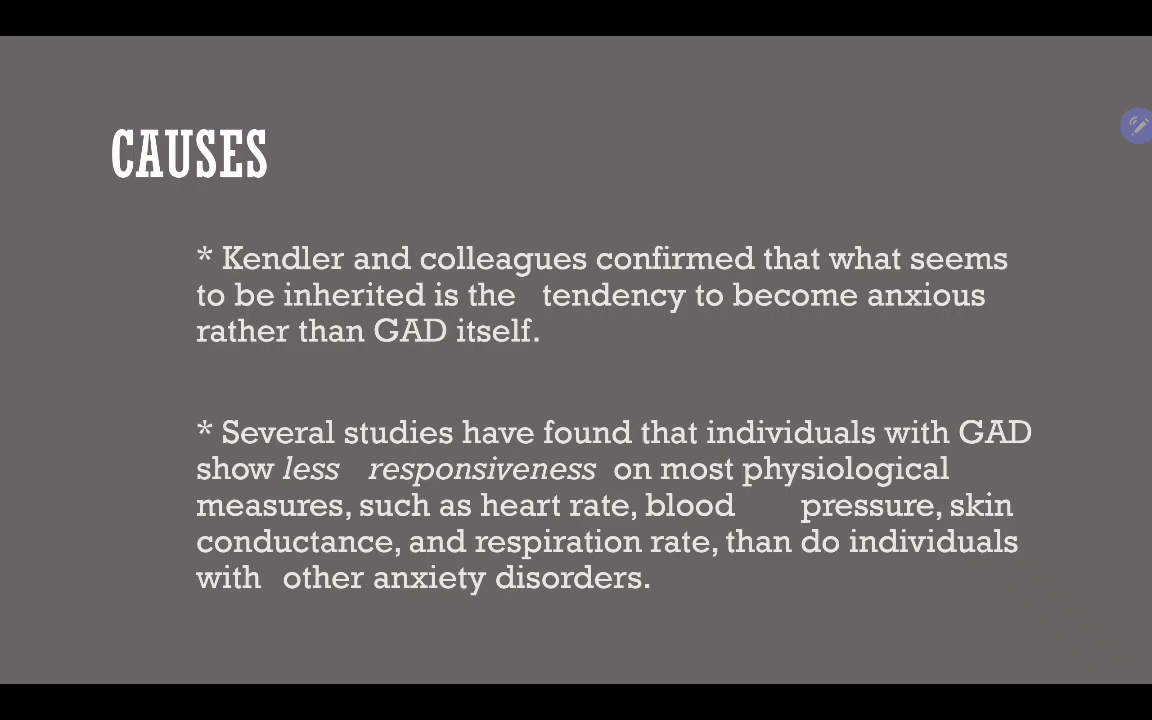 CAUSES
* Kendler and colleagues confirmed that what seems
to be inherited is the tendency to become anxious
rather than GAD itself.
* Several studies have found that individuals with GAD
show less responsiveness on most physiological
measures, such as heart rate, blood pressure, skin
conductance, and respiration rate, than do individuals
with other anxiety disorders.